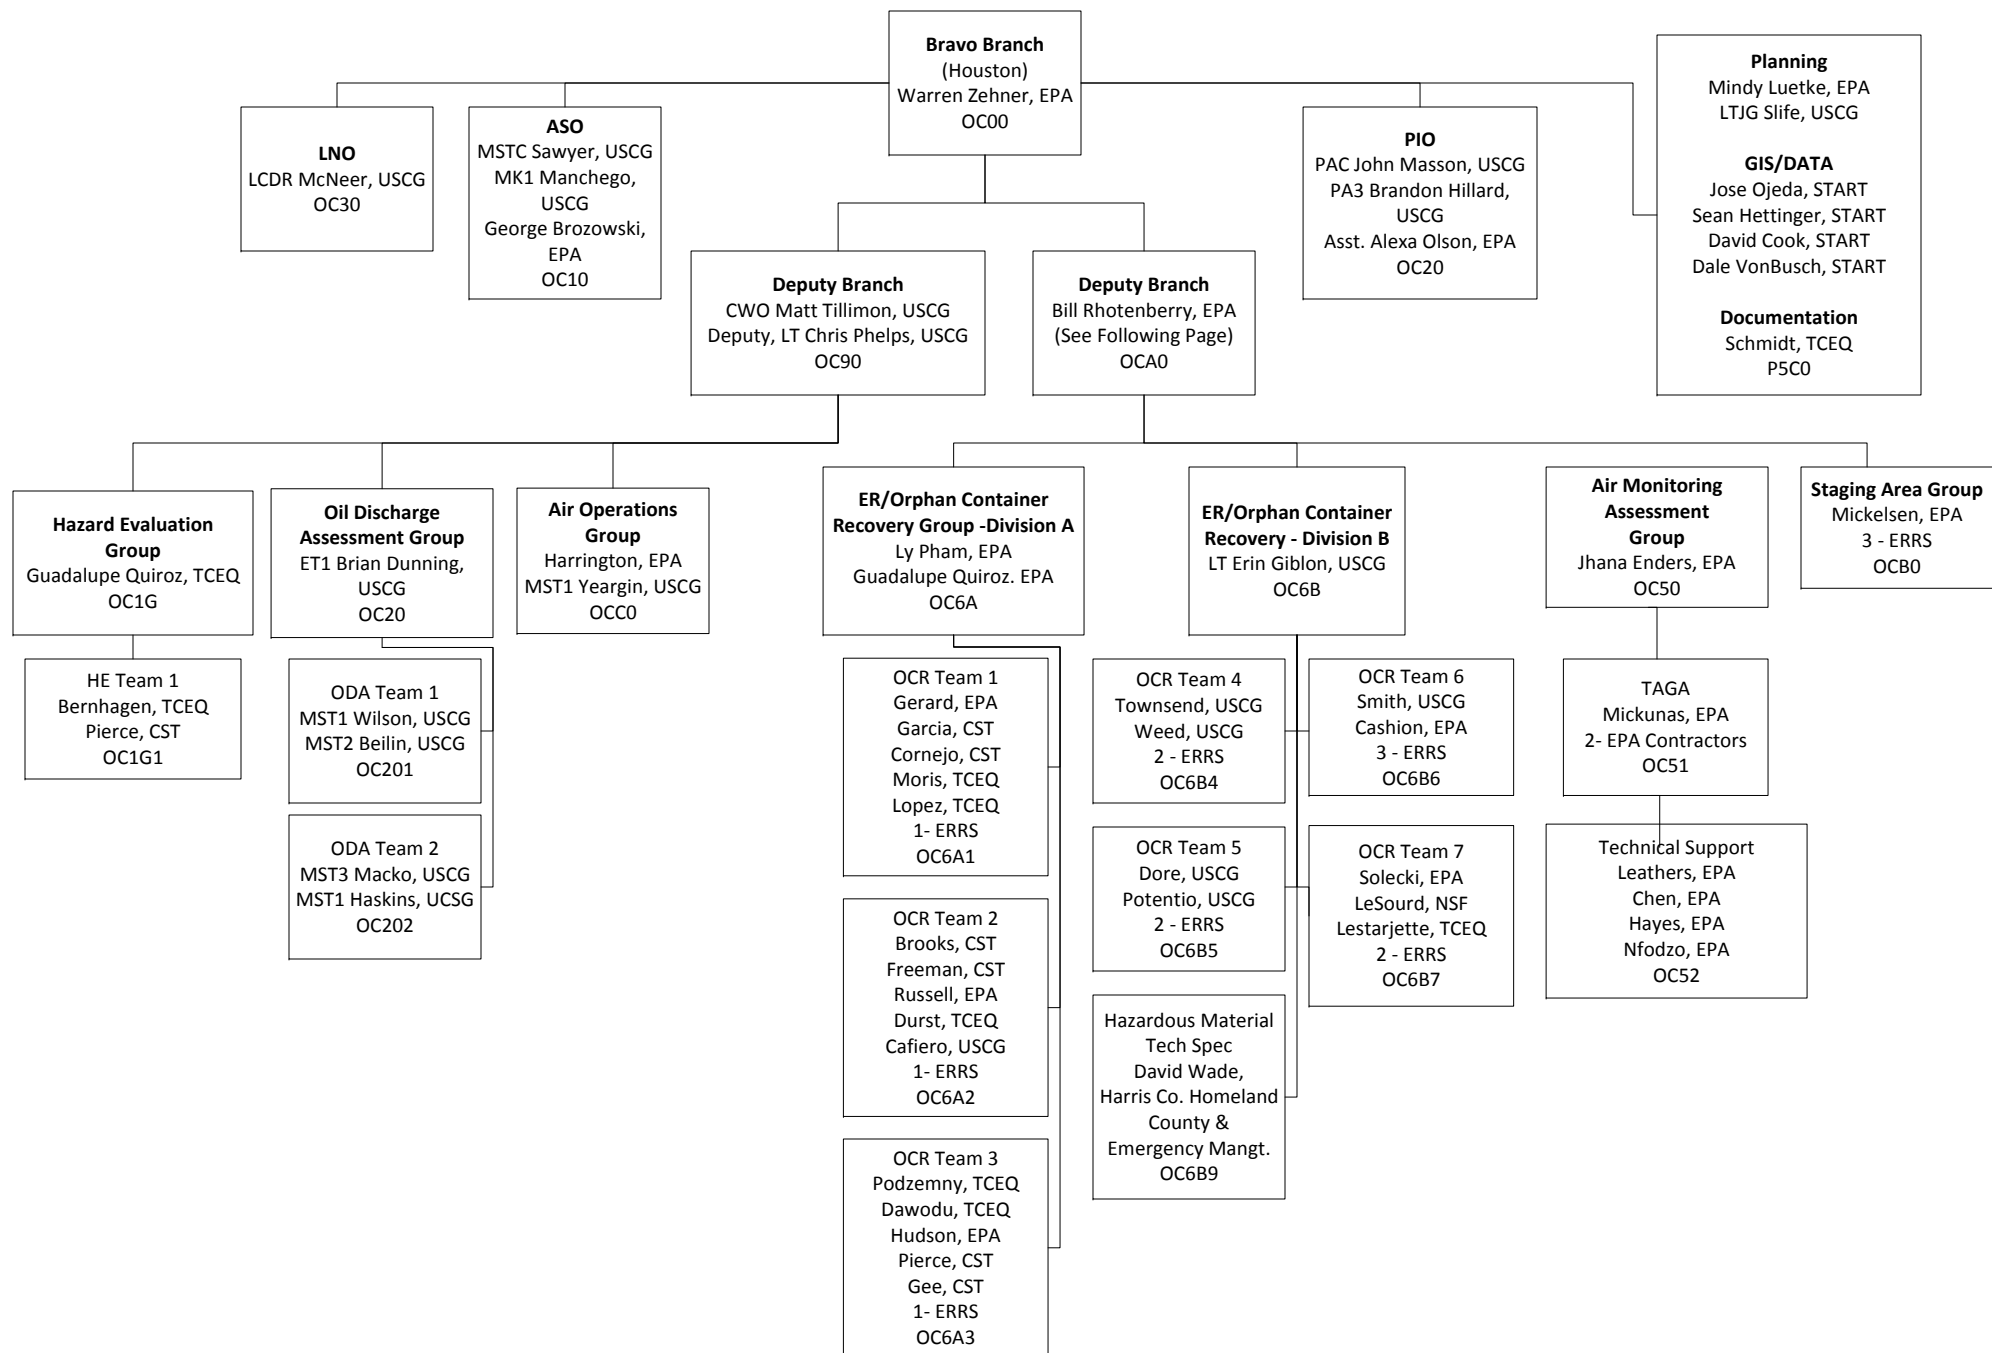 Bravo Branch
(Houston)
Warren Zehner, EPA
OC00
Planning
Mindy Luetke, EPA
LTJG Slife, USCG
GIS/DATA
Jose Ojeda, START
Sean Hettinger, START
David Cook, START
Dale VonBusch, START
Documentation
Schmidt, TCEQ
P5C0
LNO
LCDR McNeer, USCG
OC30
ASO
MSTC Sawyer, USCG
MK1 Manchego,
USCG
George Brozowski,
EPA
OC10
PIO
PAC John Masson, USCG
PA3 Brandon Hillard,
USCG
Asst. Alexa Olson, EPA
OC20
Deputy Branch
CWO Matt Tillimon, USCG
Deputy, LT Chris Phelps, USCG
OC90
Deputy Branch
Bill Rhotenberry, EPA
(See Following Page)
OCA0
Hazard Evaluation
Group
Guadalupe Quiroz, TCEQ
OC1G
Oil Discharge
Assessment Group
ET1 Brian Dunning,
USCG
OC20
Air Operations
Group
Harrington, EPA
MST1 Yeargin, USCG
OCC0
ER/Orphan Container
Recovery Group -Division A
Ly Pham, EPA
Guadalupe Quiroz. EPA
OC6A
ER/Orphan Container
Recovery - Division B
LT Erin Giblon, USCG
OC6B
Air Monitoring
Assessment
Group
Jhana Enders, EPA
OC50
Staging Area Group
Mickelsen, EPA
3 - ERRS
OCB0
HE Team 1
Bernhagen, TCEQ
Pierce, CST
OC1G1
ODA Team 1
MST1 Wilson, USCG
MST2 Beilin, USCG
OC201
ODA Team 2
MST3 Macko, USCG
MST1 Haskins, UCSG
OC202
OCR Team 1
Gerard, EPA
Garcia, CST
Cornejo, CST
Moris, TCEQ
Lopez, TCEQ
1- ERRS
OC6A1
OCR Team 2
Brooks, CST
Freeman, CST
Russell, EPA
Durst, TCEQ
Cafiero, USCG
1- ERRS
OC6A2
OCR Team 3
Podzemny, TCEQ
Dawodu, TCEQ
Hudson, EPA
Pierce, CST
Gee, CST
1- ERRS
OC6A3
OCR Team 4
Townsend, USCG
Weed, USCG
2 - ERRS
OC6B4
OCR Team 5
Dore, USCG
Potentio, USCG
2 - ERRS
OC6B5
Hazardous Material
Tech Spec
David Wade,
Harris Co. Homeland
County &
Emergency Mangt.
OC6B9
OCR Team 6
Smith, USCG
Cashion, EPA
3 - ERRS
OC6B6
OCR Team 7
Solecki, EPA
LeSourd, NSF
Lestarjette, TCEQ
2 - ERRS
OC6B7
TAGA
Mickunas, EPA
2- EPA Contractors
OC51
Technical Support
Leathers, EPA
Chen, EPA
Hayes, EPA
Nfodzo, EPA
OC52